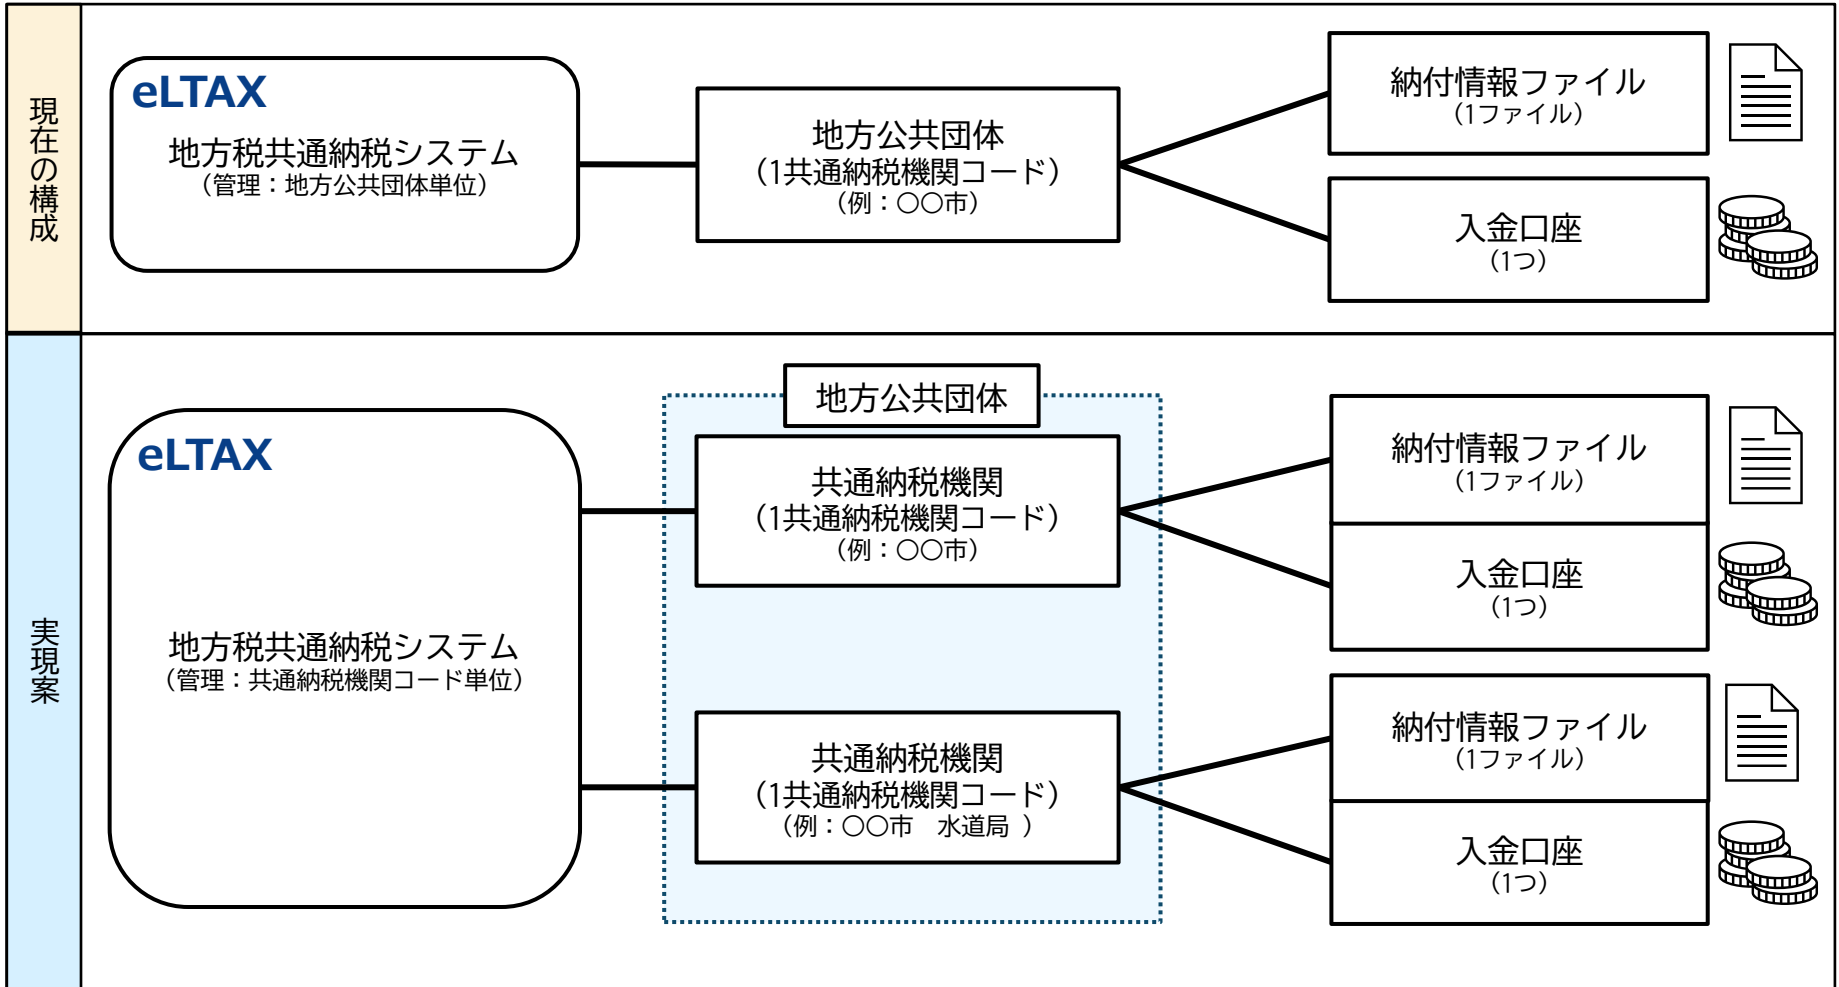 現在の構成
eLTAX
地方税共通納税システム
（管理：地方公共団体単位）
地方公共団体
（1共通納税機関コード）
（例：〇〇市）
納付情報ファイル
（1ファイル）
入金口座
（1つ）
実現案
eLTAX
地方税共通納税システム
（管理：共通納税機関コード単位）
地方公共団体
共通納税機関
（1共通納税機関コード）
（例：〇〇市）
納付情報ファイル
（1ファイル）
入金口座
（1つ）
共通納税機関
（1共通納税機関コード）
（例：〇〇市　水道局 ）
納付情報ファイル
（1ファイル）
入金口座
（1つ）